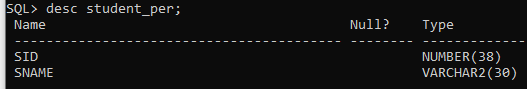 SQL> desc student_per;
Name Null? Type
----------------------------------------- -------- -------------
SID NUMBER(38)
SNAME VARCHAR2(30)